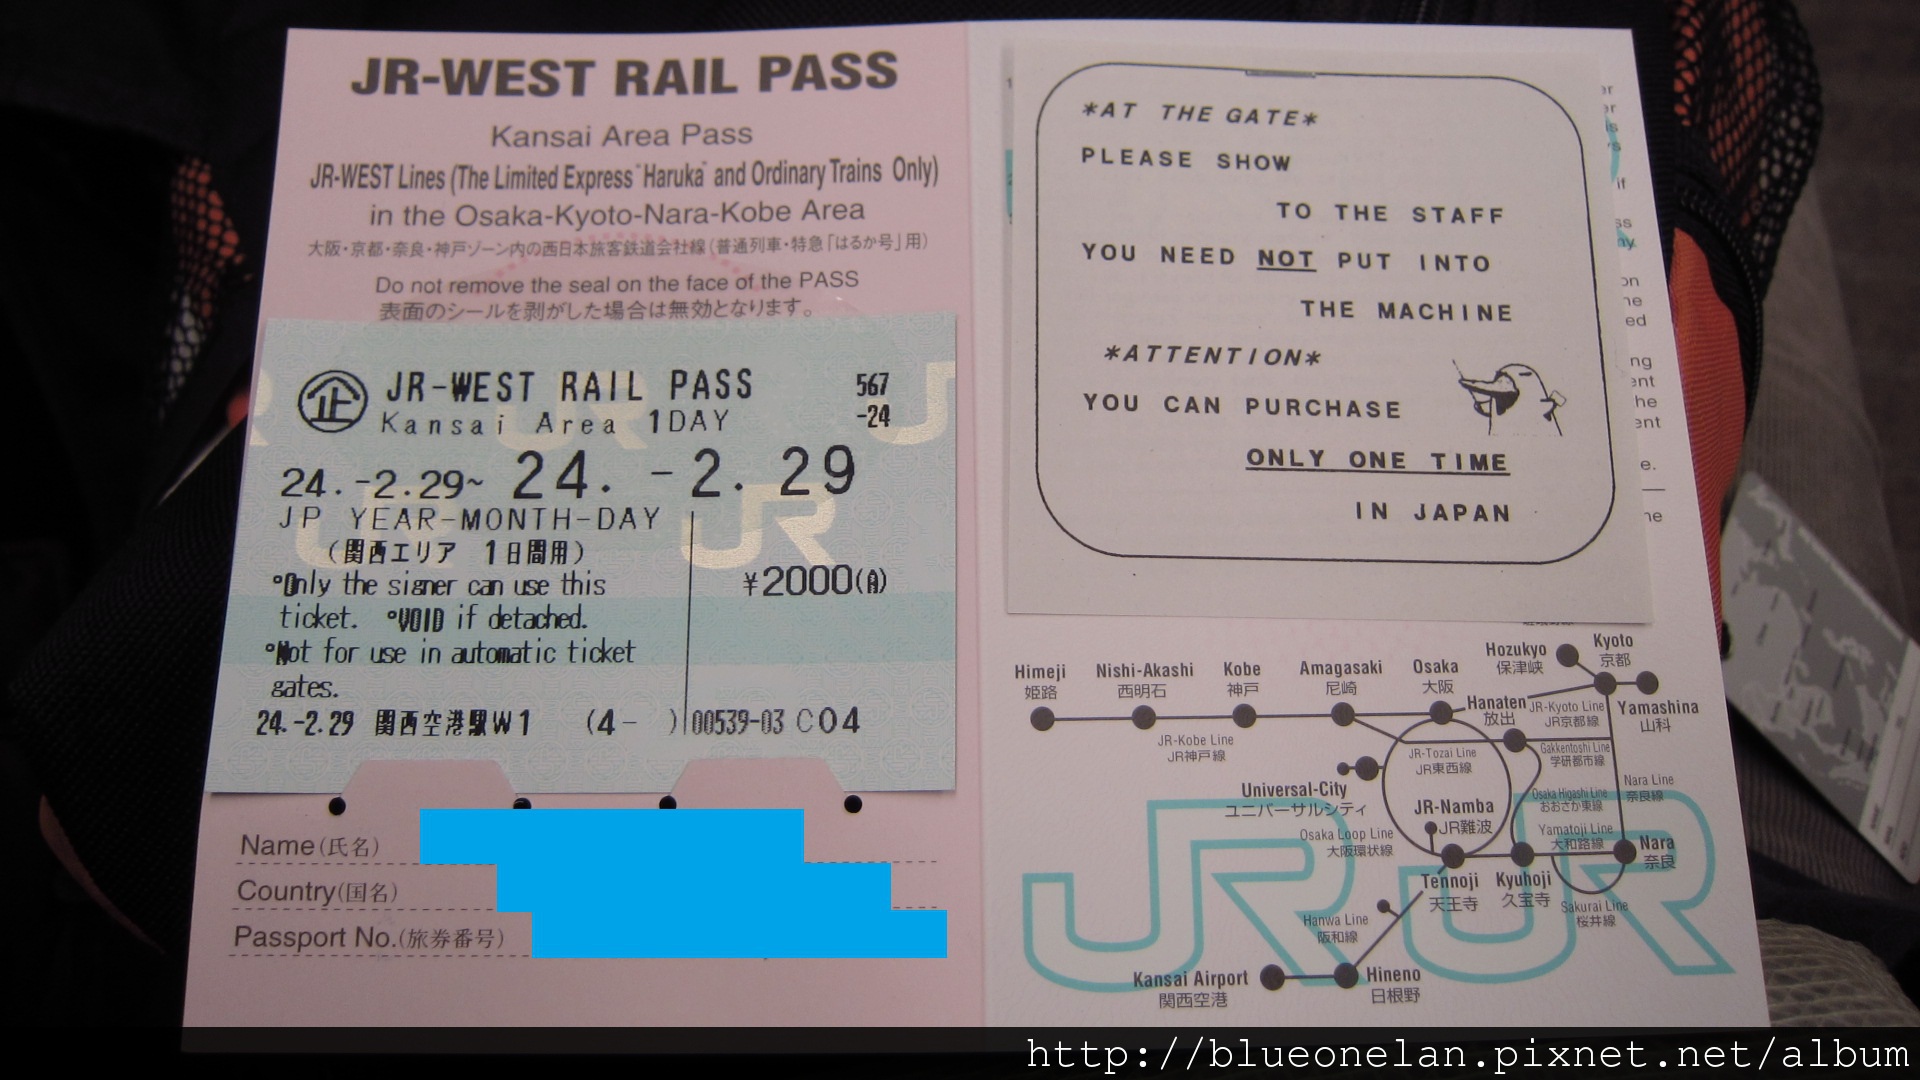 JR-WEST RAIL PASS
Kansai Area Pass
JR-WEST Lines (The Limited Express "Haruka" and Ordinary Trains Only)
in the Osaka-Kyoto-Nara-Kobe Area
大阪・京都・奈良・神戸ゾーン内の西日本旅客鉄道会社線(普通列車・特急「はるか号」用)
Do not remove the seal on the face of the PASS
表面のシールを剥がした場合は無効となります。
企 JR-WEST RAIL PASS 567
Kansai Area 1DAY -24
24.-2.29~ 24.-2.29
JP YEAR-MONTH-DAY
(関西エリア 1日間用)
°Only the signer can use this
ticket. °VOID if detached.
¥2000(A)
°Not for use in automatic ticket
gates.
24.-2.29 関西空港駅W1 (4- ) 00539-03 C04
Name(氏名)
Country(国名)
Passport No.(旅券番号)
*AT THE GATE*
PLEASE SHOW
TO THE STAFF
YOU NEED NOT PUT INTO
THE MACHINE
*ATTENTION*
YOU CAN PURCHASE
ONLY ONE TIME
IN JAPAN
Himeji
姫路
Nishi-Akashi
西明石
Kobe
神戸
Amagasaki
尼崎
Osaka
大阪
Hozukyo
保津峡
Kyoto
京都
Hanaten
放出
JR-Kyoto Line
JR京都線
Yamashina
山科
JR-Kobe Line
JR神戸線
JR-Tozai Line
JR東西線
Gakkentoshi Line
学研都市線
Universal-City
ユニバーサルシティ
Nara Line
奈良線
Osaka Higashi Line
おおさか東線
JR-Namba
JR難波
Osaka Loop Line
大阪環状線
Yamatoji Line
大和路線
Nara
奈良
Tennoji
天王寺
Kyuhoji
久宝寺
Sakurai Line
桜井線
Hanwa Line
阪和線
Kansai Airport
関西空港
Hineno
日根野
JR JR
http://blueonelan.pixnet.net/album